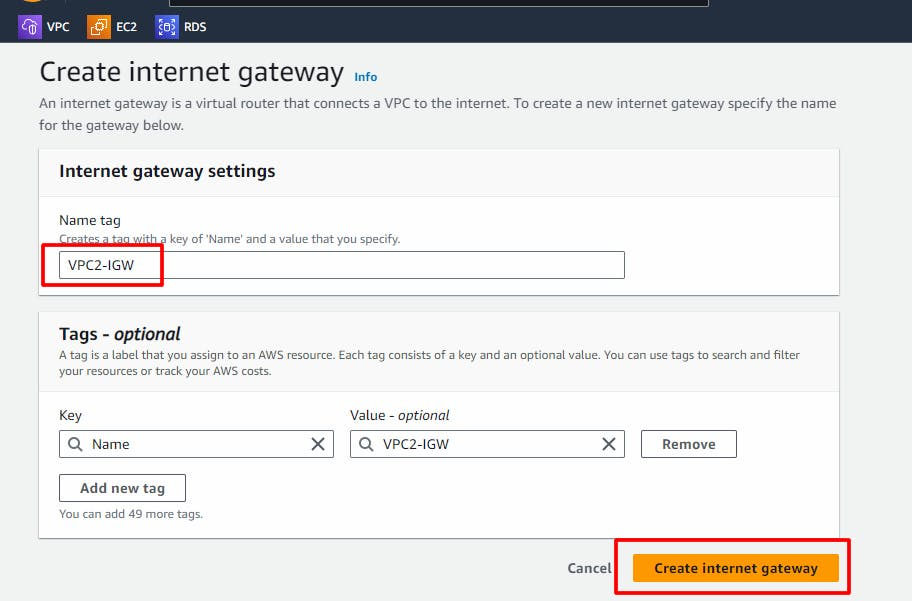 VPC EC2 RDS
Create internet gateway Info
An internet gateway is a virtual router that connects a VPC to the internet. To create a new internet gateway specify the name
for the gateway below.
Internet gateway settings
Name tag
Creates a tag with a key of 'Name' and a value that you specify.
VPC2-IGW
Tags - optional
A tag is a label that you assign to an AWS resource. Each tag consists of a key and an optional value. You can use tags to search and filter
your resources or track your AWS costs.
Key Value - optional
Name VPC2-IGW Remove
Add new tag
You can add 49 more tags.
Cancel Create internet gateway